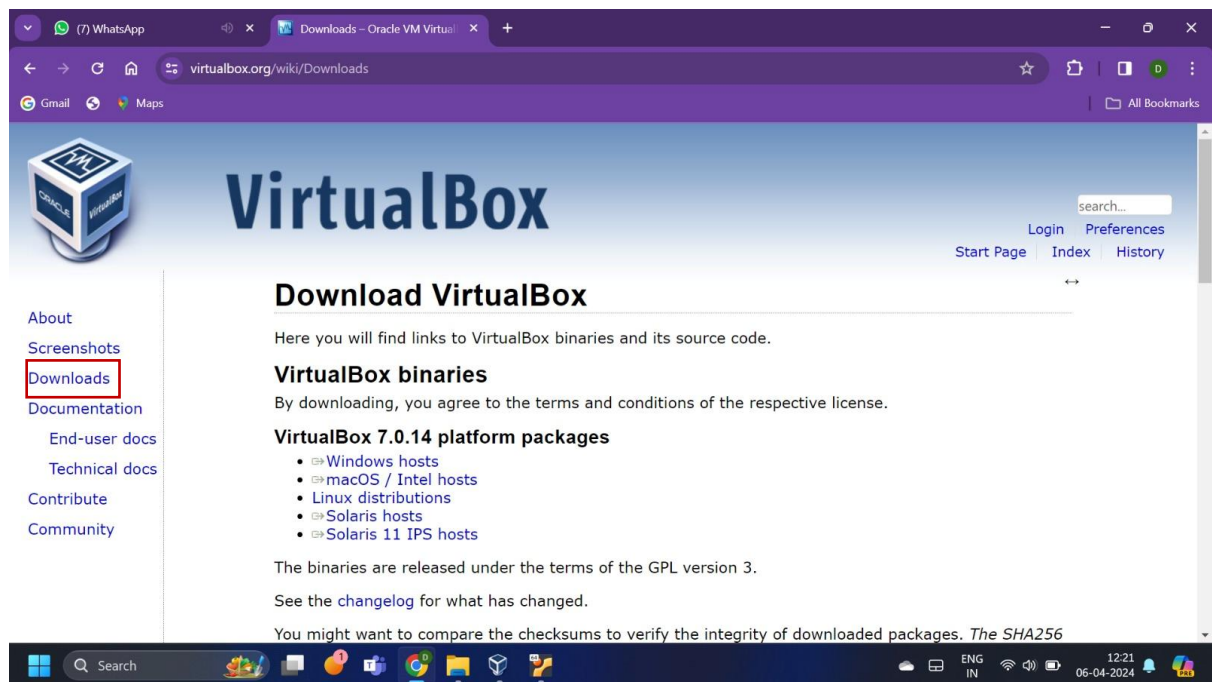 (7) WhatsApp
Downloads – Oracle VM Virtual
virtualbox.org/wiki/Downloads
D
Gmail
Maps
All Bookmarks
ORACLE
VirtualBox
VirtualBox
search...
Login Preferences
Start Page Index History
About
Screenshots
Downloads
Documentation
End-user docs
Technical docs
Contribute
Community
Download VirtualBox
Here you will find links to VirtualBox binaries and its source code.
VirtualBox binaries
By downloading, you agree to the terms and conditions of the respective license.
VirtualBox 7.0.14 platform packages
• Windows hosts
• macOS / Intel hosts
• Linux distributions
• Solaris hosts
• Solaris 11 IPS hosts
The binaries are released under the terms of the GPL version 3.
See the changelog for what has changed.
You might want to compare the checksums to verify the integrity of downloaded packages. The SHA256
Search
1
D
ENG
IN
12:21
06-04-2024
PRE